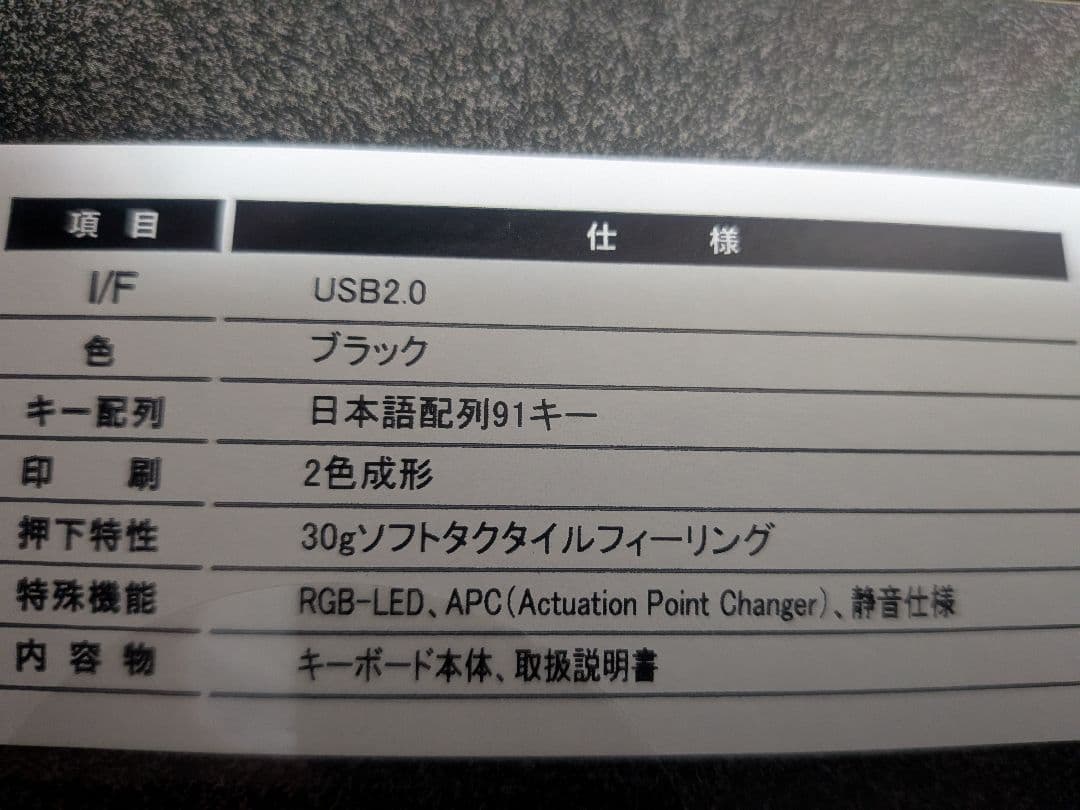 項目 仕様
I/F USB2.0
色 ブラック
キー配列 日本語配列91キー
印刷 2色成形
押下特性 30gソフトタクタイルフィーリング
特殊機能 RGB-LED、APC(Actuation Point Changer)、静音仕様
内容物 キーボード本体、取扱説明書